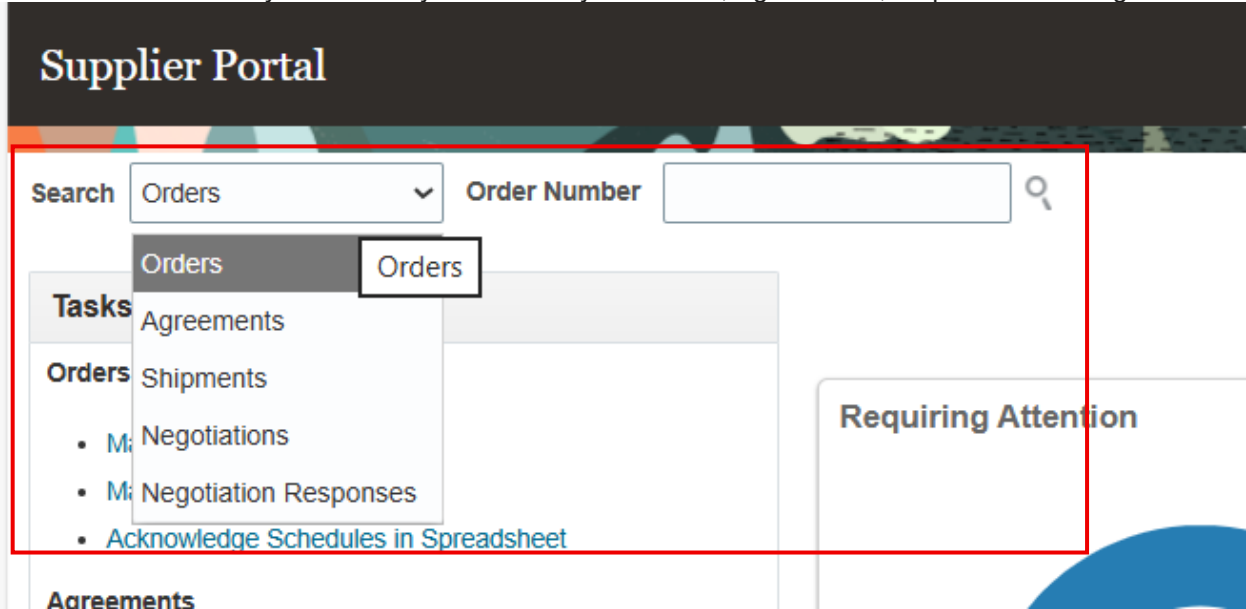 Supplier Portal
Search Orders Order Number
Orders Orders
Tasks
Agreements
Orders
Shipments
Requiring Attention
Negotiations
Negotiation Responses
Acknowledge Schedules in Spreadsheet
Agreements